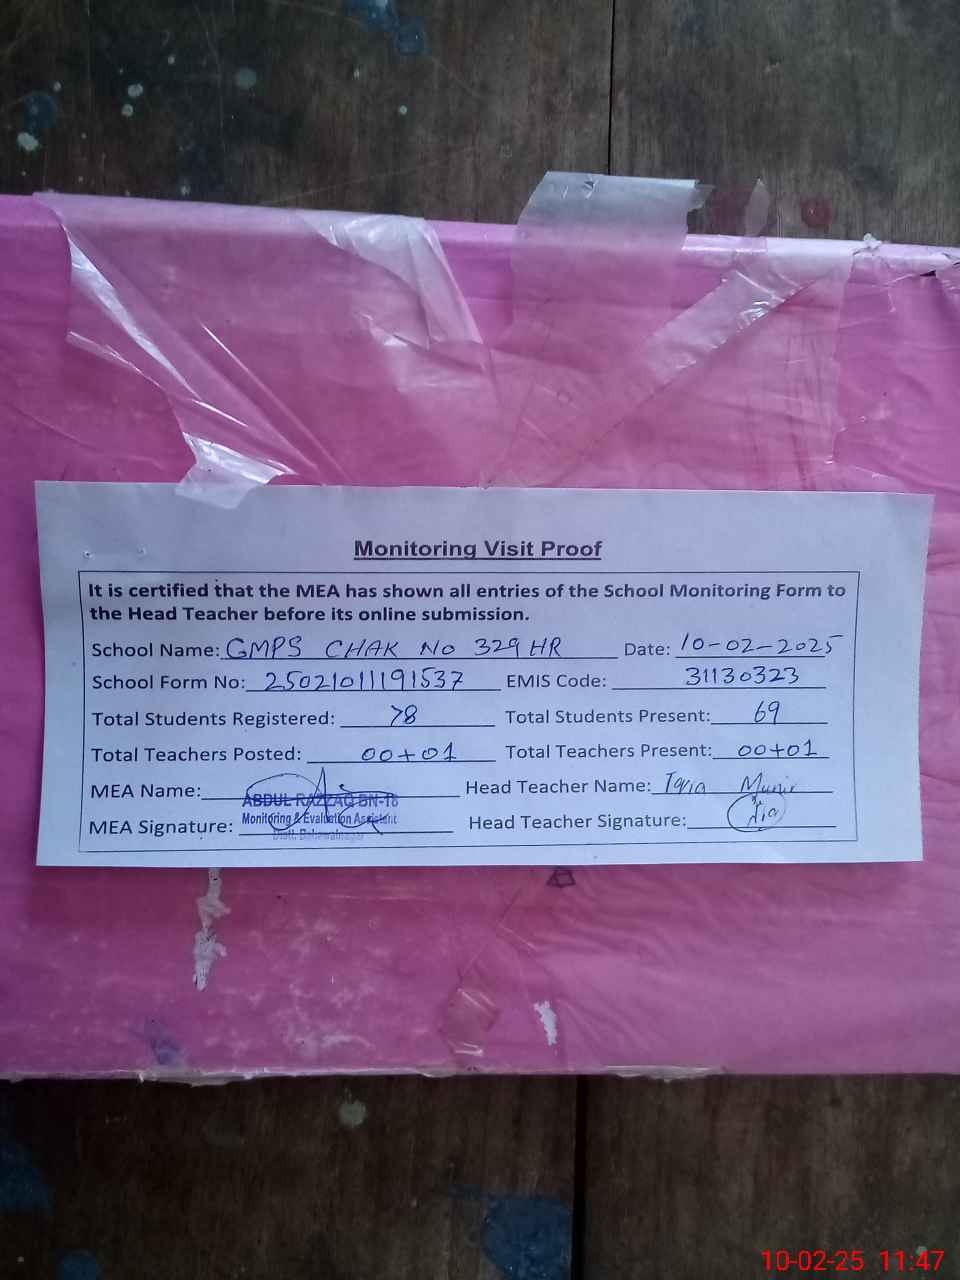 Monitoring Visit Proof
It is certified that the MEA has shown all entries of the School Monitoring Form to
the Head Teacher before its online submission.
School Name: GMPS CHAK No 329 HR Date: 10-02-2025
School Form No: 25021011191537 EMIS Code: 31130323
Total Students Registered: 78 Total Students Present: 69
Total Teachers Posted: 00+01 Total Teachers Present: 00+01
MEA Name: ABDUL RAZZAQ BN-18 Head Teacher Name: Munir
Monitoring & Evaluation Assistant
MEA Signature: Head Teacher Signature:
Distt. Bahawalnagar
10-02-25 11:47